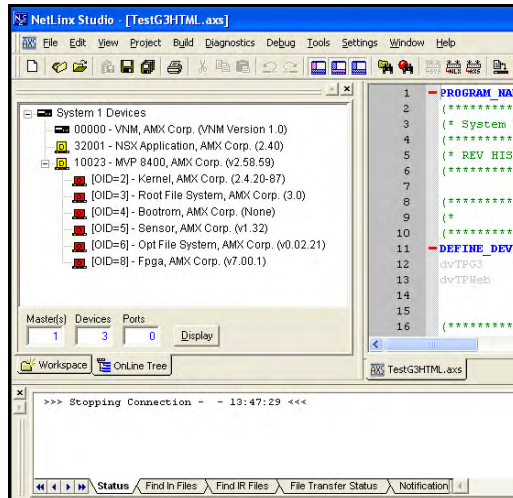 NetLinx Studio - [TestG3HTML.axs]
File Edit View Project Build Diagnostics Debug Tools Settings Window Help
System 1 Devices
00000 - VNM, AMX Corp. (VNM Version 1.0)
32001 - NSX Application, AMX Corp. (2.40)
10023 - MVP 8400, AMX Corp. (v2.58.59)
[OID=2] - Kernel, AMX Corp. (2.4.20-87)
[OID=3] - Root File System, AMX Corp. (3.0)
[OID=4] - Bootrom, AMX Corp. (None)
[OID=5] - Sensor, AMX Corp. (v1.32)
[OID=6] - Opt File System, AMX Corp. (v0.02.21)
[OID=8] - Fpga, AMX Corp. (v7.00.1)
Master(s) Devices Ports
1 3 0 Display
Workspace OnLine Tree
1 PROGRAM_NA
2 (*********
3 (* System
4 (*********
5 (* REV HIS
6 (*********
7
8 (*********
9 (*
10 (*********
11 DEFINE_DEV
12 dvTPG3
13 dvTPWeb
14
15
16 (*********
TestG3HTML.axs
>>> Stopping Connection - - 13:47:29 <<<
Status Find In Files Find IR Files File Transfer Status Notification